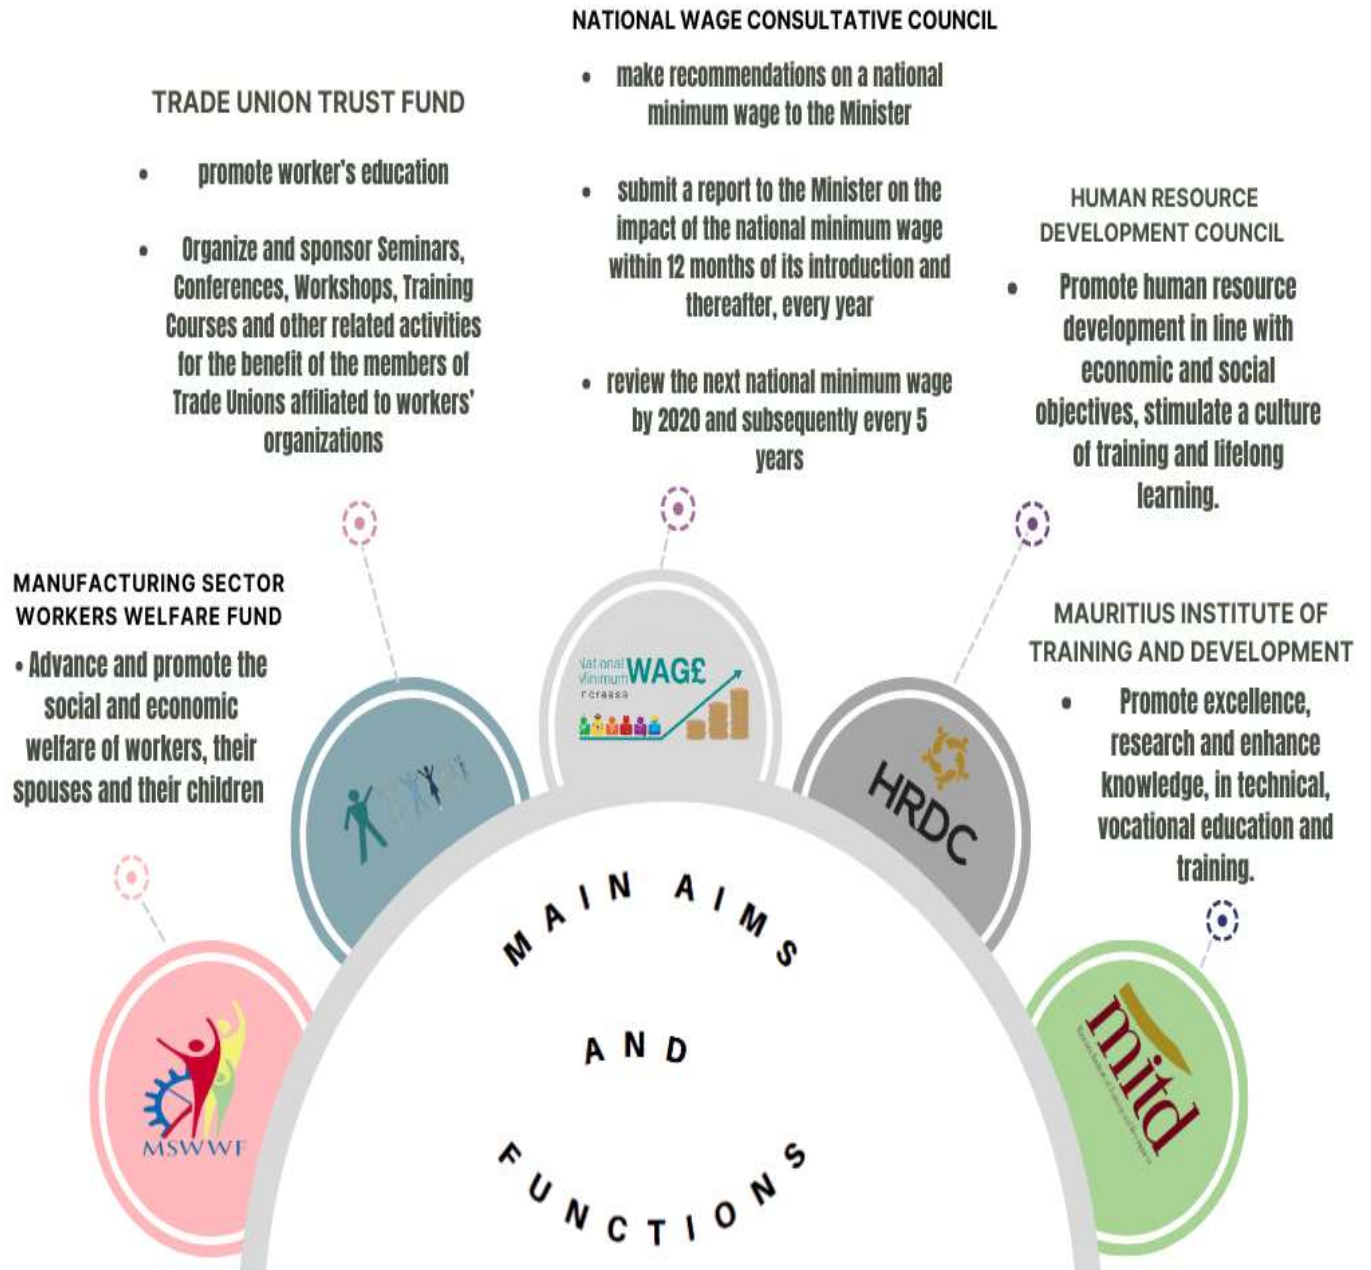 NATIONAL WAGE CONSULTATIVE COUNCIL
• make recommendations on a national
minimum wage to the Minister
• submit a report to the Minister on the
impact of the national minimum wage
within 12 months of its introduction and
thereafter, every year
• review the next national minimum wage
by 2020 and subsequently every 5
years
TRADE UNION TRUST FUND
• promote worker's education
• Organize and sponsor Seminars,
Conferences, Workshops, Training
Courses and other related activities
for the benefit of the members of
Trade Unions affiliated to workers'
organizations
HUMAN RESOURCE
DEVELOPMENT COUNCIL
• Promote human resource
development in line with
economic and social
objectives, stimulate a culture
of training and lifelong
learning.
MANUFACTURING SECTOR
WORKERS WELFARE FUND
• Advance and promote the
social and economic
welfare of workers, their
spouses and their children
MAURITIUS INSTITUTE OF
TRAINING AND DEVELOPMENT
• Promote excellence,
research and enhance
knowledge, in technical,
vocational education and
training.
Minimum WAG£
HRDC
MSWWF
mitd
MAIN AIMS
AND
FUNCTIONS